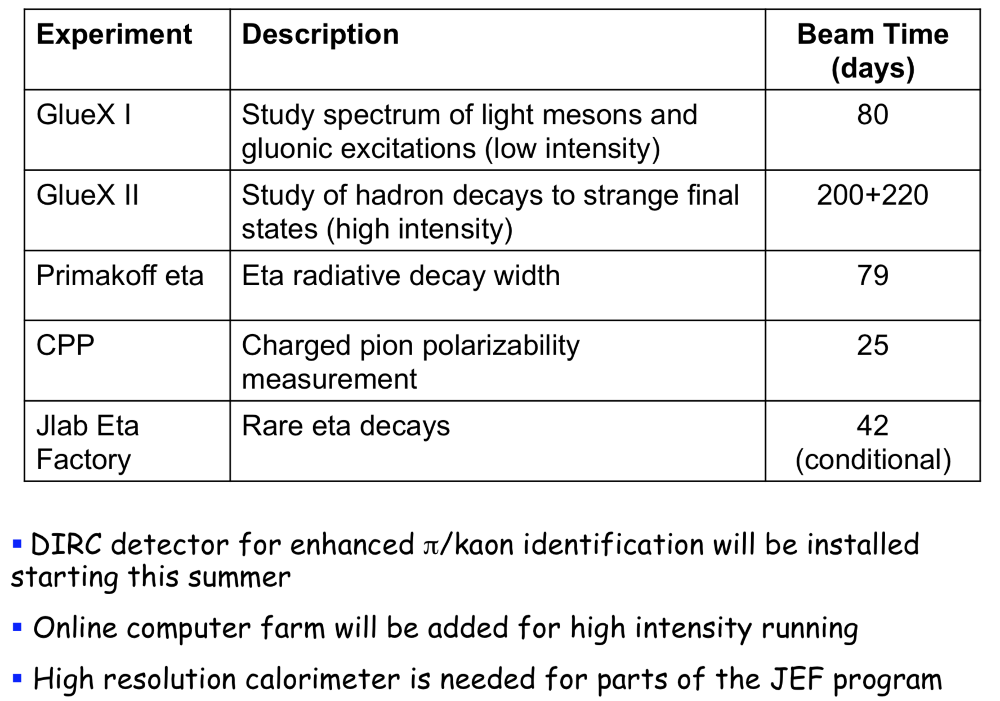 Experiment
Description
Beam Time
(days)
GlueX I
Study spectrum of light mesons and
gluonic excitations (low intensity)
80
GlueX II
Study of hadron decays to strange final
states (high intensity)
200+220
Primakoff eta
Eta radiative decay width
79
CPP
Charged pion polarizability
measurement
25
Jlab Eta
Factory
Rare eta decays
42
(conditional)
▪ DIRC detector for enhanced π/kaon identification will be installed
starting this summer
▪ Online computer farm will be added for high intensity running
▪ High resolution calorimeter is needed for parts of the JEF program